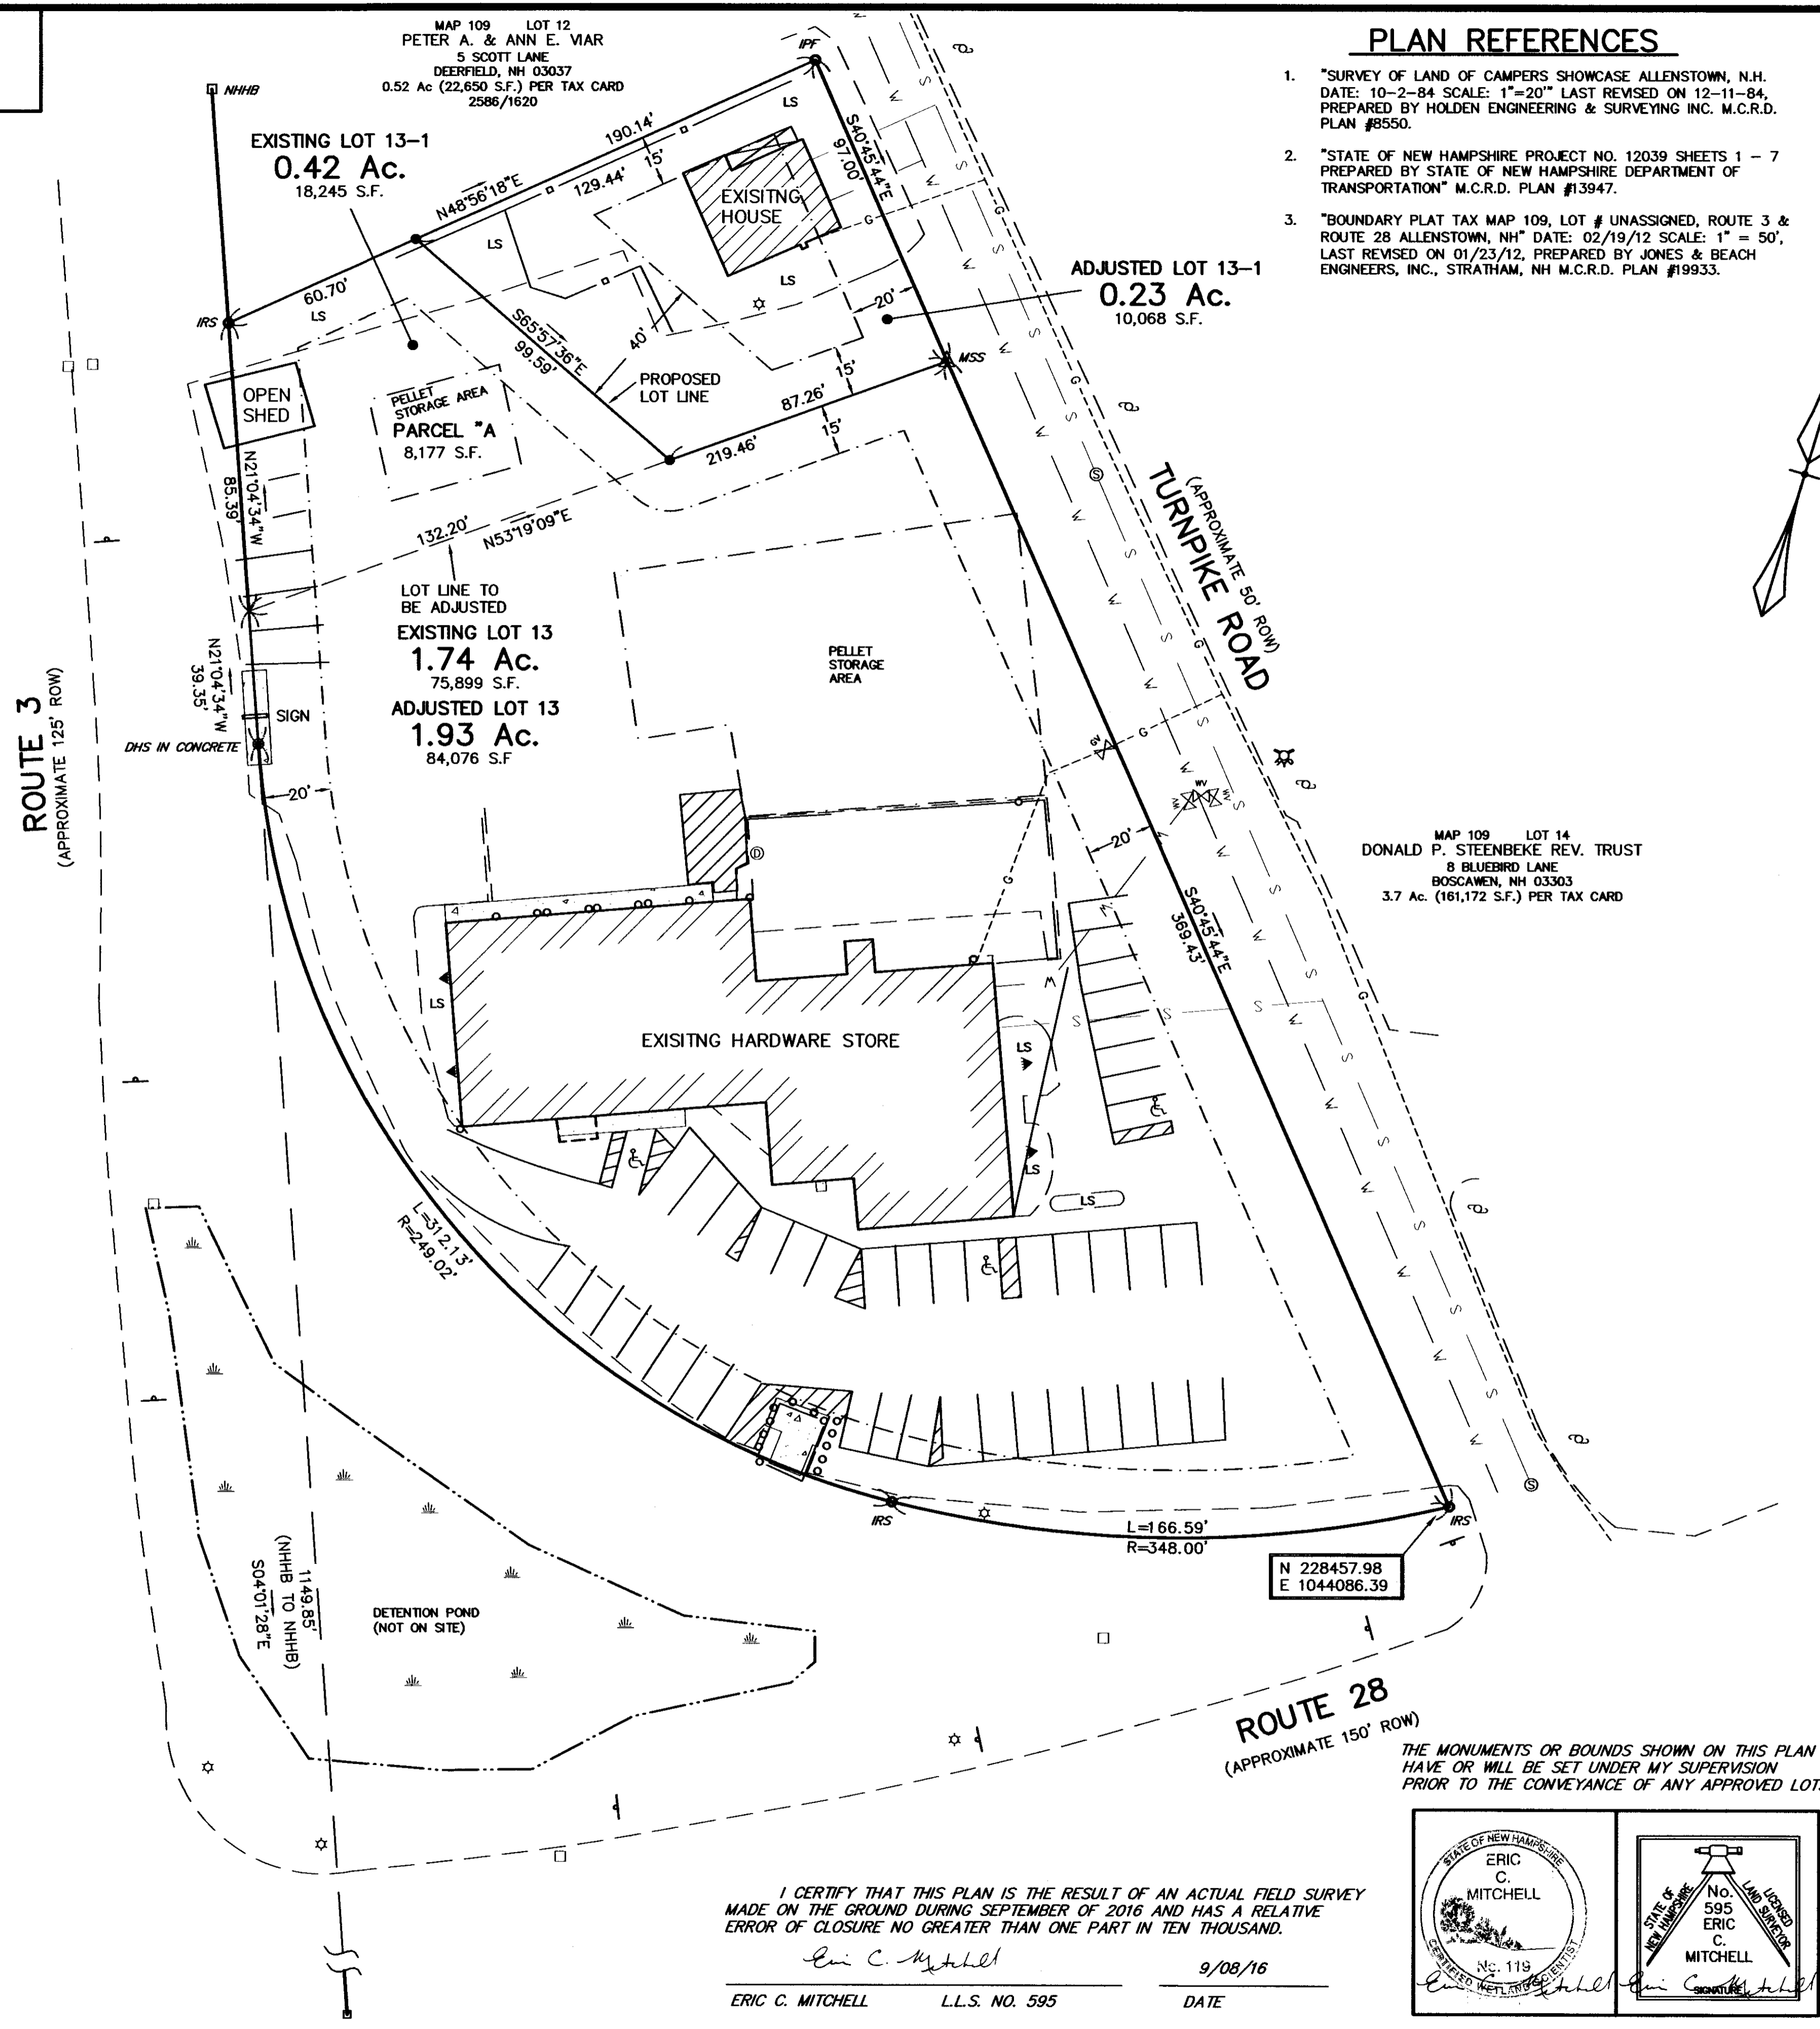 MAP 109 LOT 12
PETER A. & ANN E. VIAR
5 SCOTT LANE
DEERFIELD, NH 03037
0.52 Ac (22,650 S.F.) PER TAX CARD
2586/1620
PLAN REFERENCES
1. "SURVEY OF LAND OF CAMPERS SHOWCASE ALLENSTOWN, N.H.
DATE: 10-2-84 SCALE: 1"=20'" LAST REVISED ON 12-11-84,
PREPARED BY HOLDEN ENGINEERING & SURVEYING INC. M.C.R.D.
PLAN #8550.
2. "STATE OF NEW HAMPSHIRE PROJECT NO. 12039 SHEETS 1 - 7
PREPARED BY STATE OF NEW HAMPSHIRE DEPARTMENT OF
TRANSPORTATION" M.C.R.D. PLAN #13947.
3. "BOUNDARY PLAT TAX MAP 109, LOT # UNASSIGNED, ROUTE 3 &
ROUTE 28 ALLENSTOWN, NH" DATE: 02/19/12 SCALE: 1" = 50',
LAST REVISED ON 01/23/12, PREPARED BY JONES & BEACH
ENGINEERS, INC., STRATHAM, NH M.C.R.D. PLAN #19933.
NHHB
IPF
EXISTING LOT 13-1
0.42 Ac.
18,245 S.F.
190.14'
15'
N48°56'18"E
129.44'
LS
S40°45'44"E
97.00'
EXISITNG
HOUSE
LS
LS
ADJUSTED LOT 13-1
0.23 Ac.
10,068 S.F.
20'
60.70'
LS
IRS
S65°57'36"E
99.59'
40'
MSS
PROPOSED
LOT LINE
15'
87.26'
15'
219.46'
OPEN
SHED
PELLET
STORAGE AREA
PARCEL "A
8,177 S.F.
N21°04'34"W
85.39'
132.20'
N53°19'09"E
TURNPIKE ROAD
(APPROXIMATE 50' ROW)
LOT LINE TO
BE ADJUSTED
EXISTING LOT 13
1.74 Ac.
75,899 S.F.
ADJUSTED LOT 13
1.93 Ac.
84,076 S.F
PELLET
STORAGE
AREA
ROUTE 3
(APPROXIMATE 125' ROW)
N21°04'34"W
39.35'
SIGN
DHS IN CONCRETE
20'
GV
WV
WV
WV
20'
D
MAP 109 LOT 14
DONALD P. STEENBEKE REV. TRUST
8 BLUEBIRD LANE
BOSCAWEN, NH 03303
3.7 Ac. (161,172 S.F.) PER TAX CARD
S40°45'44"E
369.43'
LS
EXISITNG HARDWARE STORE
LS
LS
LS
L=312.13'
R=249.02'
IRS
L=166.59'
R=348.00'
IRS
N 228457.98
E 1044086.39
1149.85'
(NHHB TO NHHB)
S04°01'28"E
DETENTION POND
(NOT ON SITE)
ROUTE 28
(APPROXIMATE 150' ROW)
THE MONUMENTS OR BOUNDS SHOWN ON THIS PLAN
HAVE OR WILL BE SET UNDER MY SUPERVISION
PRIOR TO THE CONVEYANCE OF ANY APPROVED LOT
I CERTIFY THAT THIS PLAN IS THE RESULT OF AN ACTUAL FIELD SURVEY
MADE ON THE GROUND DURING SEPTEMBER OF 2016 AND HAS A RELATIVE
ERROR OF CLOSURE NO GREATER THAN ONE PART IN TEN THOUSAND.
Eric C. Mitchell
9/08/16
ERIC C. MITCHELL L.L.S. NO. 595 DATE
STATE OF NEW HAMPSHIRE
ERIC
C.
MITCHELL
No. 119
CERTIFIED WETLAND SCIENTIST
Eric C. Mitchell
STATE OF
NEW HAMPSHIRE
LICENSED
LAND SURVEYOR
No.
595
ERIC
C.
MITCHELL
SIGNATURE
Eric C. Mitchell